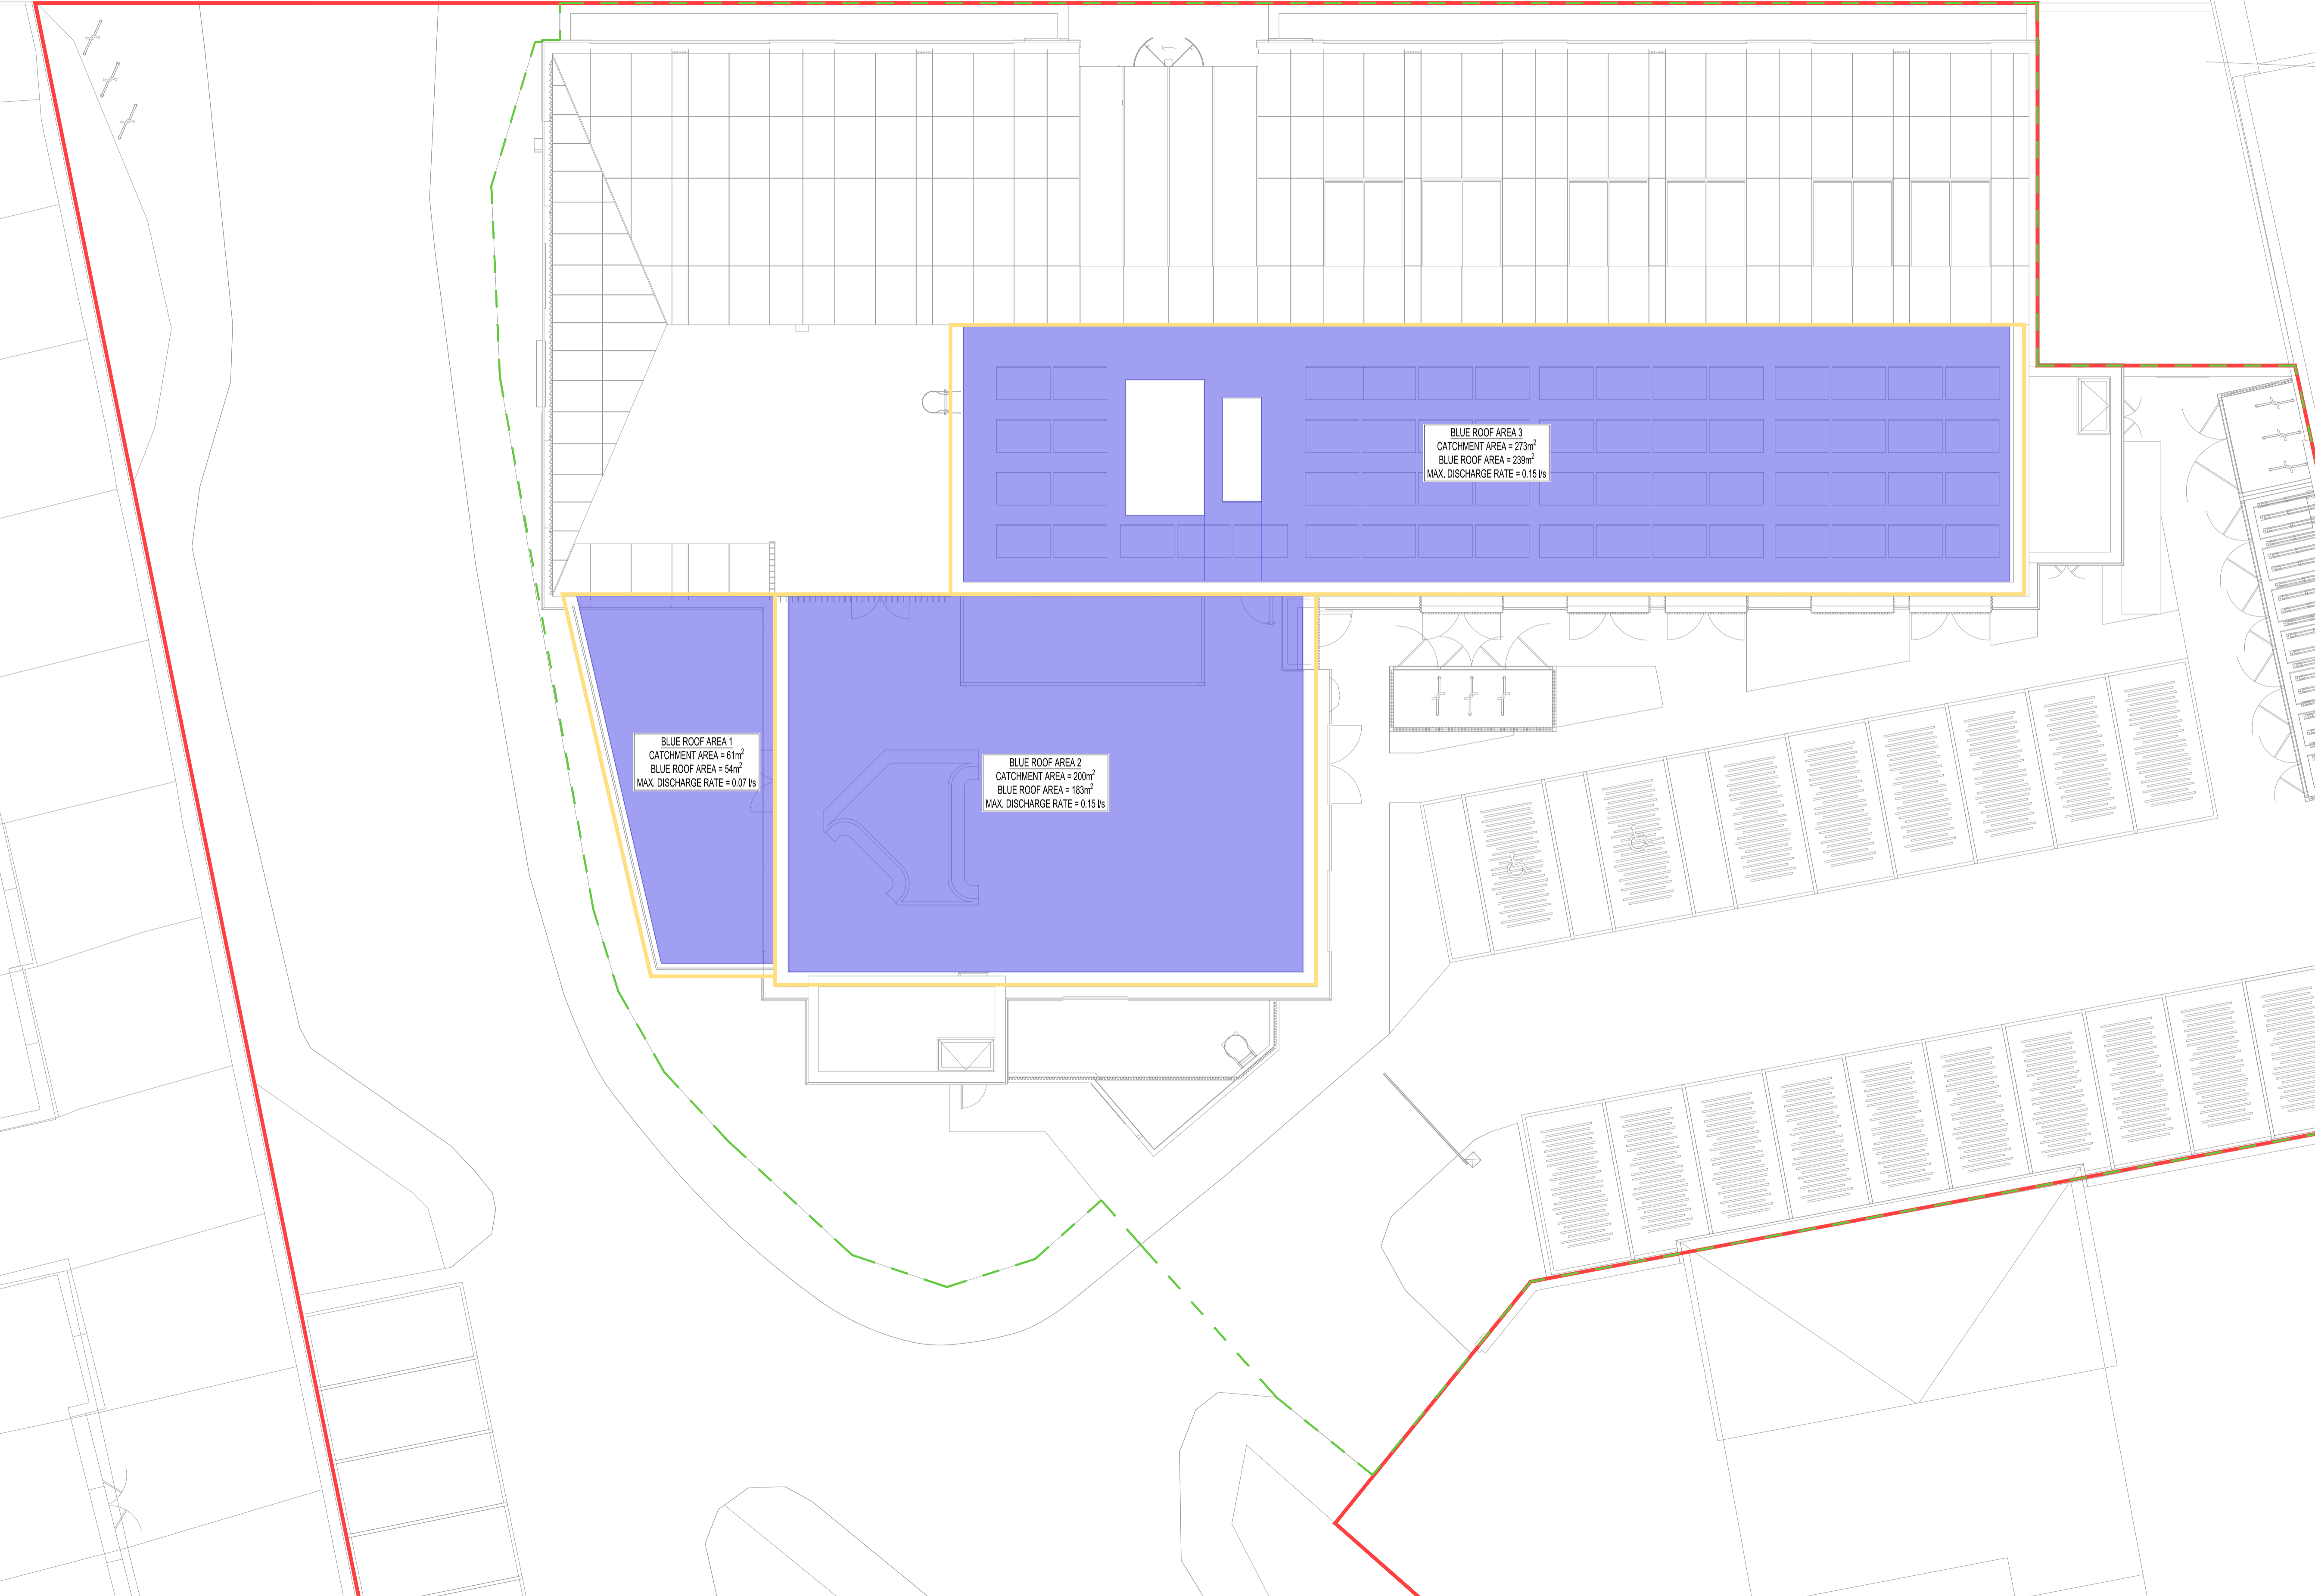 BLUE ROOF AREA 3
CATCHMENT AREA = 273m²
BLUE ROOF AREA = 239m²
MAX. DISCHARGE RATE = 0.15 l/s
BLUE ROOF AREA 1
CATCHMENT AREA = 61m²
BLUE ROOF AREA = 54m²
MAX. DISCHARGE RATE = 0.07 l/s
BLUE ROOF AREA 2
CATCHMENT AREA = 200m²
BLUE ROOF AREA = 183m²
MAX. DISCHARGE RATE = 0.15 l/s